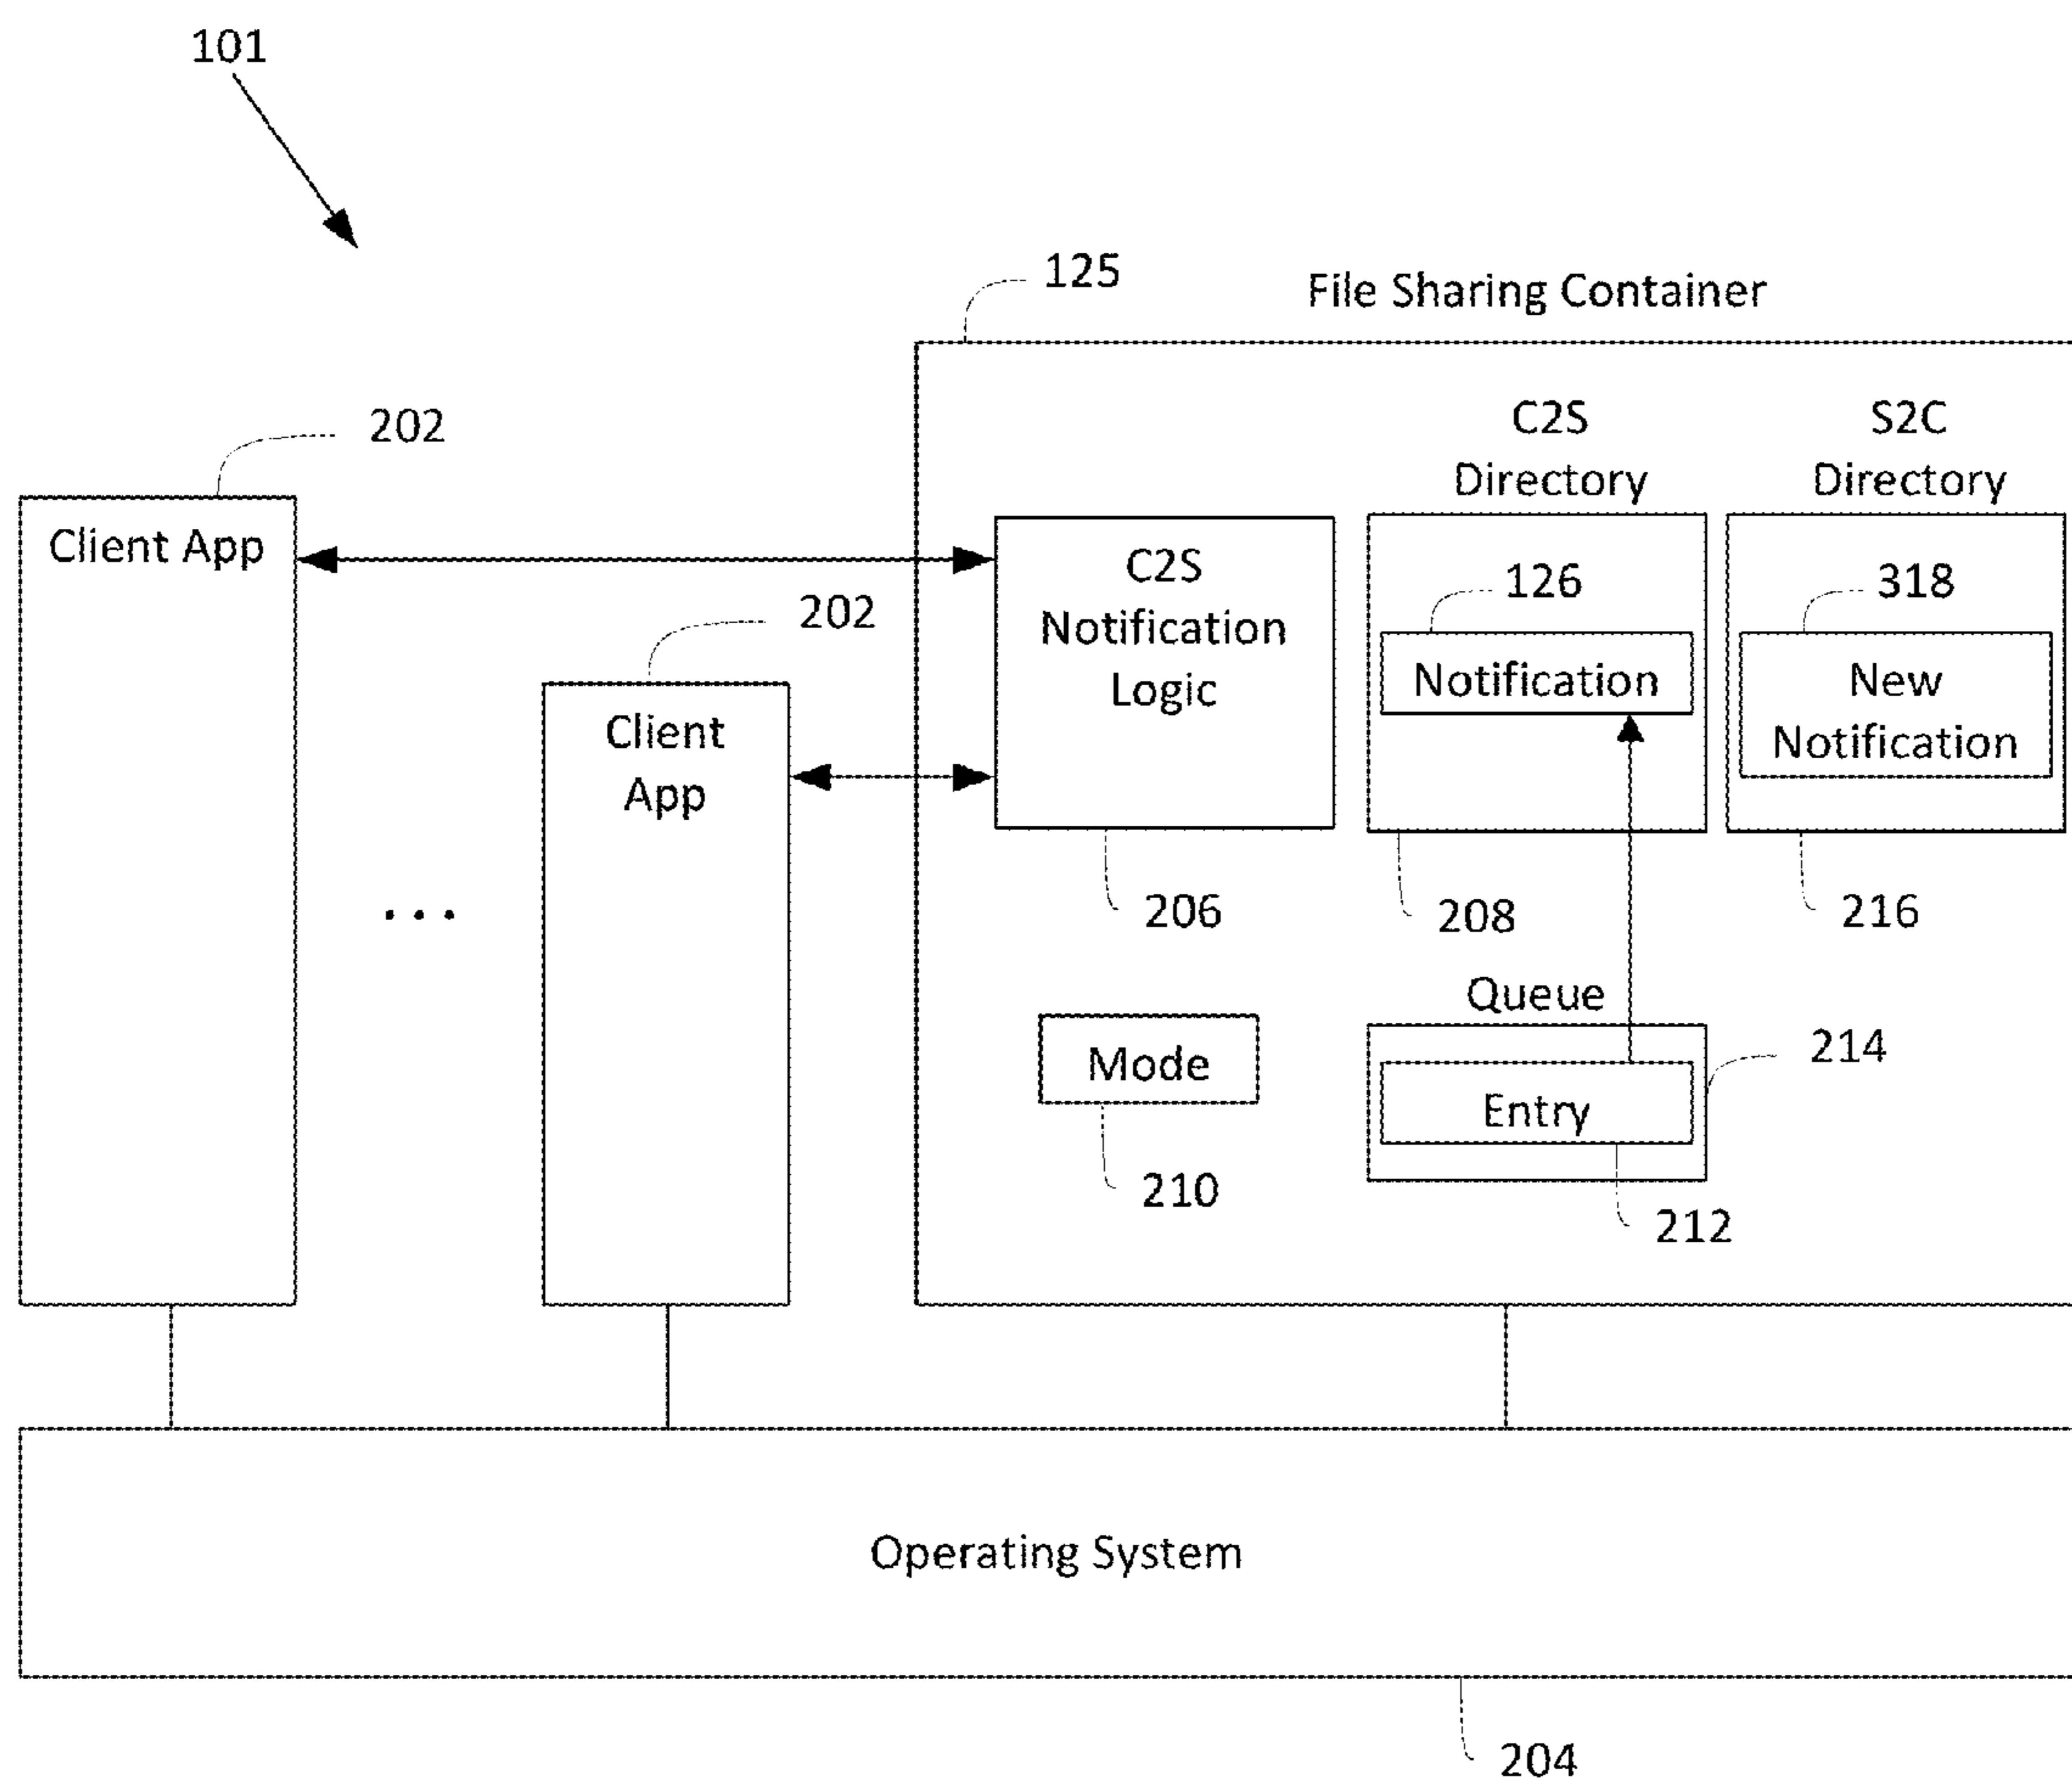 101
125
File Sharing Container
202
Client App
202
Client
App
C2S
Notification
Logic
206
C2S
Directory
126
Notification
208
S2C
Directory
318
New
Notification
216
...
Mode
210
Queue
Entry
214
212
Operating System
204